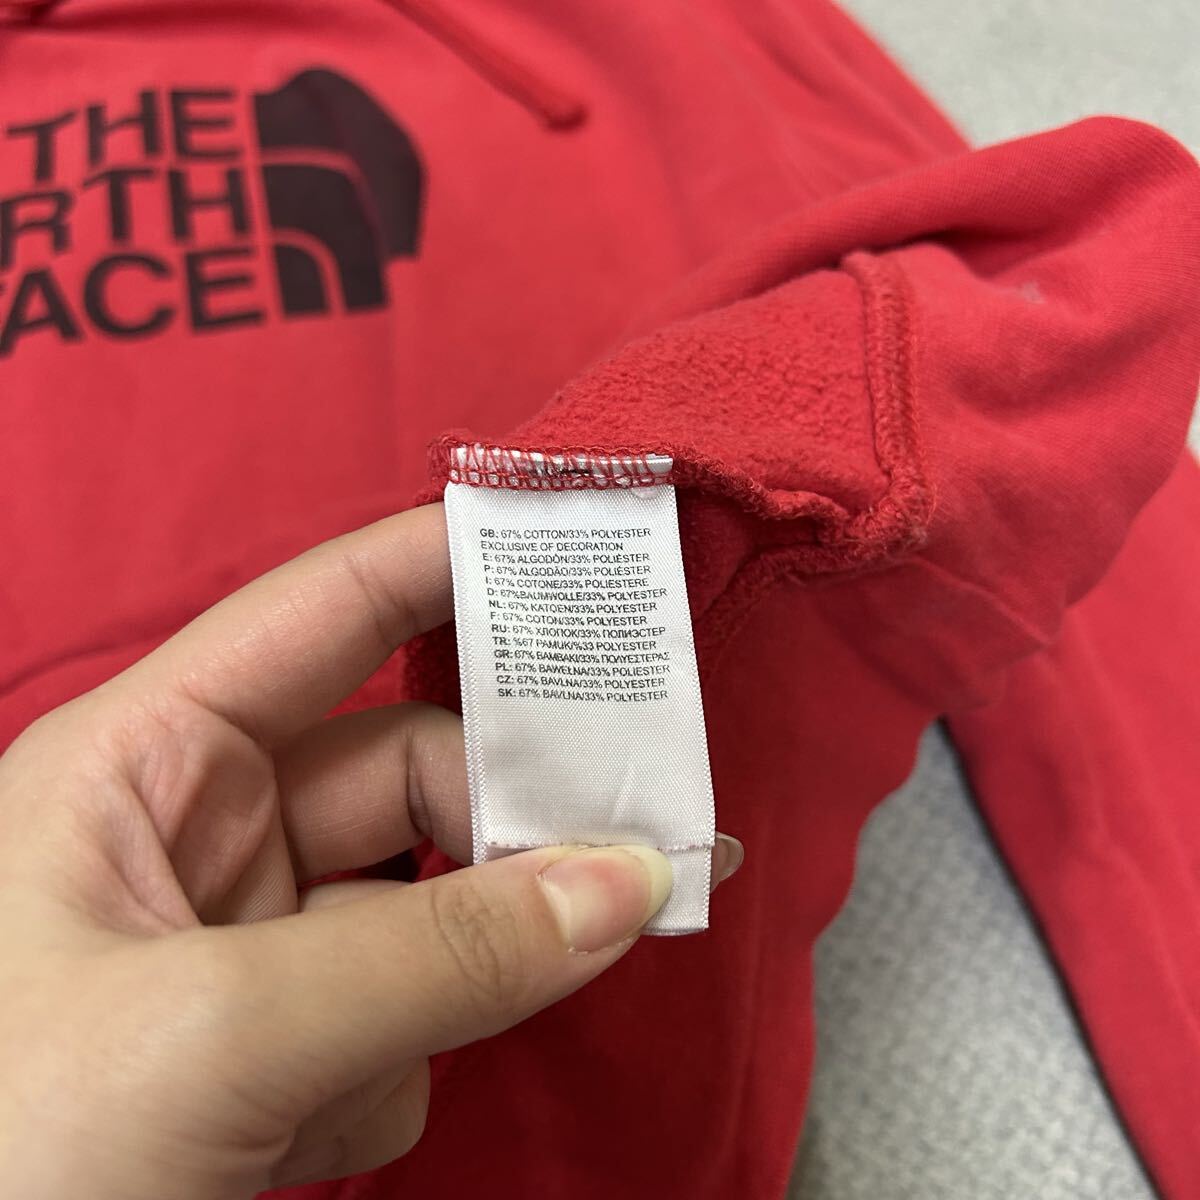 THE
RTH
FACE
GB: 67% COTTON/33% POLYESTER
EXCLUSIVE OF DECORATION
E: 67% ALGODÓN/33% POLIÉSTER
P: 67% ALGODÃO/33% POLIÉSTER
I: 67% COTONE/33% POLIESTERE
D: 67%BAUMWOLLE/33% POLYESTER
NL: 67% KATOEN/33% POLYESTER
F: 67% COTON/33% POLYESTER
RU: 67% ХЛОПОК/33% ПОЛИЭСТЕР
TR: %67 PAMUK/%33 POLYESTER
GR: 67% ΒΑΜΒΑΚΙ/33% ΠΟΛΥΕΣΤΕΡΑΣ
PL: 67% BAWEŁNA/33% POLIESTER
CZ: 67% BAVLNA/33% POLYESTER
SK: 67% BAVLNA/33% POLYESTER